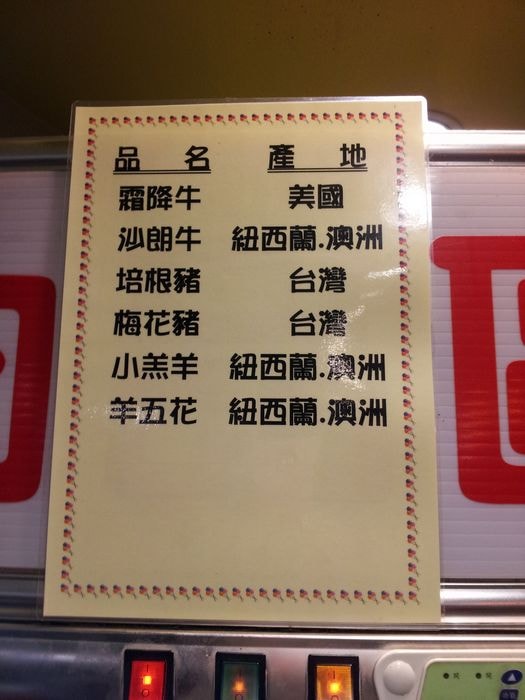 品 名 產 地
霜降牛 美國
沙朗牛 紐西蘭.澳洲
培根豬 台灣
梅花豬 台灣
小羔羊 紐西蘭.澳洲
羊五花 紐西蘭.澳洲